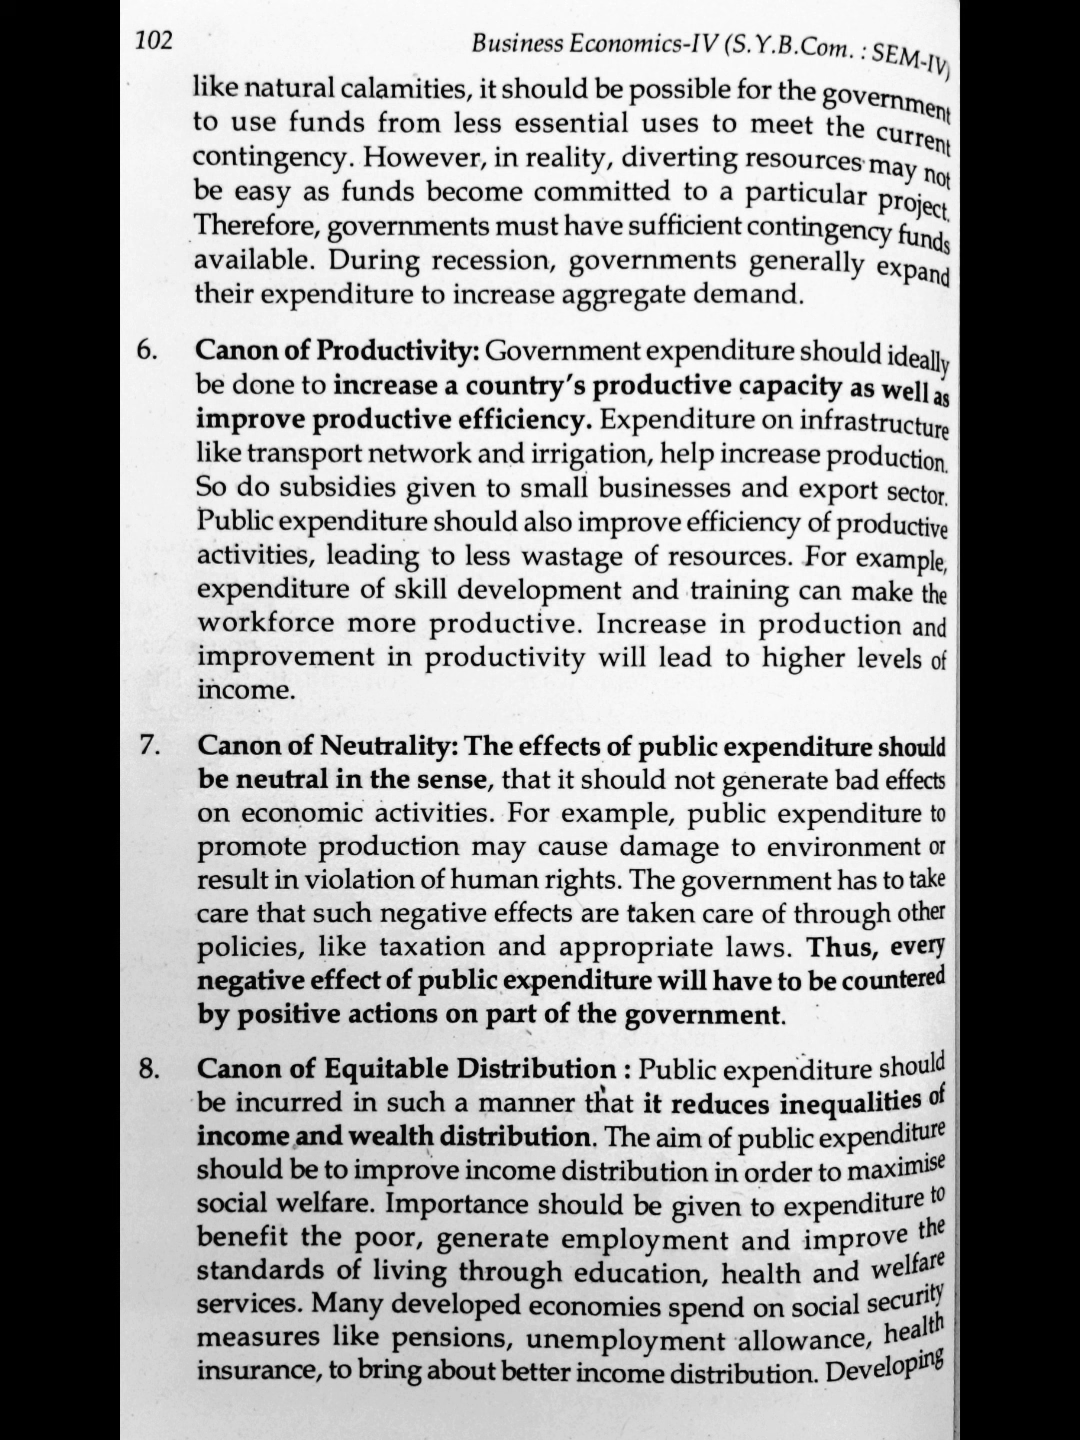 102 Business Economics-IV (S.Y.B.Com. : SEM-IV)
like natural calamities, it should be possible for the government
to use funds from less essential uses to meet the current
contingency. However, in reality, diverting resources may not
be easy as funds become committed to a particular project.
Therefore, governments must have sufficient contingency funds
available. During recession, governments generally expand
their expenditure to increase aggregate demand.
6. Canon of Productivity: Government expenditure should ideally
be done to increase a country's productive capacity as well as
improve productive efficiency. Expenditure on infrastructure
like transport network and irrigation, help increase production.
So do subsidies given to small businesses and export sector.
Public expenditure should also improve efficiency of productive
activities, leading to less wastage of resources. For example,
expenditure of skill development and training can make the
workforce more productive. Increase in production and
improvement in productivity will lead to higher levels of
income.
7. Canon of Neutrality: The effects of public expenditure should
be neutral in the sense, that it should not generate bad effects
on economic activities. For example, public expenditure to
promote production may cause damage to environment or
result in violation of human rights. The government has to take
care that such negative effects are taken care of through other
policies, like taxation and appropriate laws. Thus, every
negative effect of public expenditure will have to be countered
by positive actions on part of the government.
8. Canon of Equitable Distribution : Public expenditure should
be incurred in such a manner that it reduces inequalities of
income and wealth distribution. The aim of public expenditure
should be to improve income distribution in order to maximise
social welfare. Importance should be given to expenditure to
benefit the poor, generate employment and improve the
standards of living through education, health and welfare
services. Many developed economies spend on social security
measures like pensions, unemployment allowance, health
insurance, to bring about better income distribution. Developing